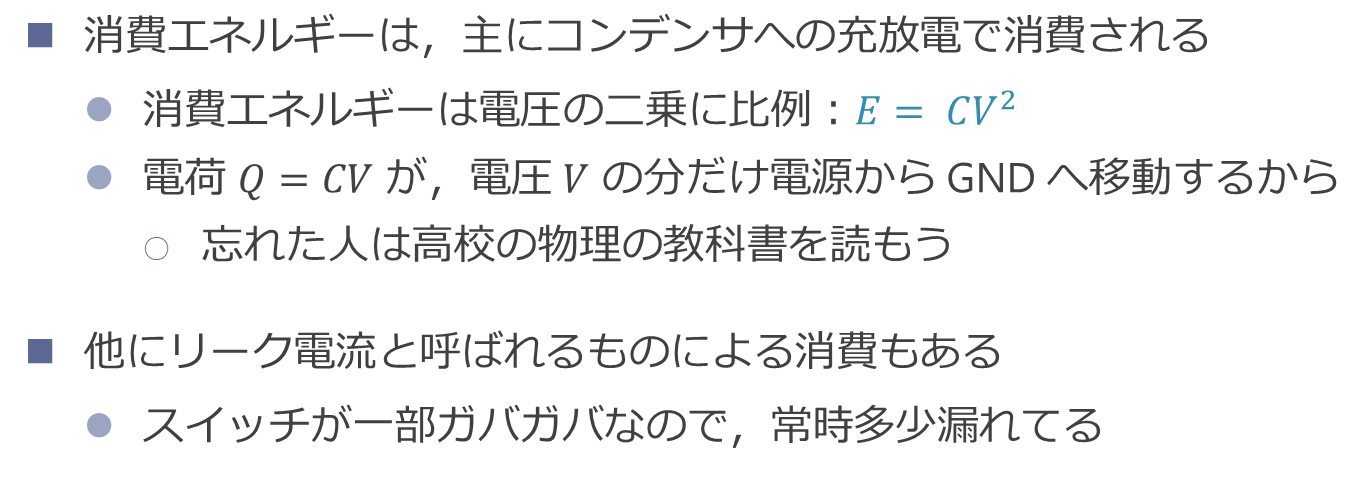 ■ 消費エネルギーは，主にコンデンサへの充放電で消費される
● 消費エネルギーは電圧の二乗に比例：E = CV²
● 電荷 Q = CV が，電圧 V の分だけ電源から GND へ移動するから
○ 忘れた人は高校の物理の教科書を読もう
■ 他にリーク電流と呼ばれるものによる消費もある
● スイッチが一部ガバガバなので，常時多少漏れてる